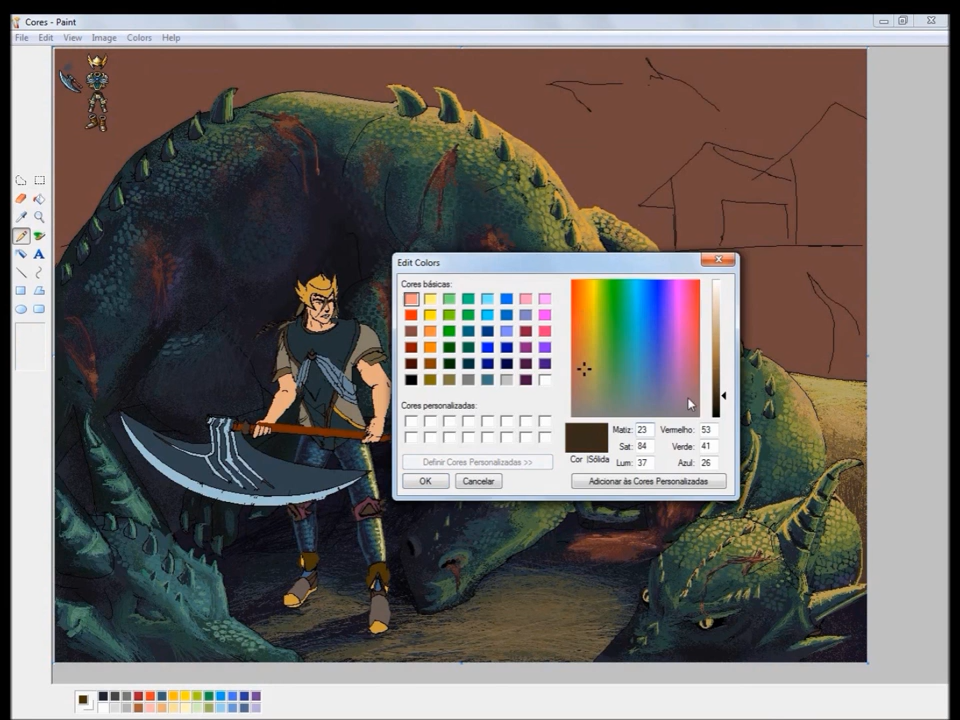 Cores - Paint
File Edit View Image Colors Help
Edit Colors
Cores básicas:
Cores personalizadas:
Definir Cores Personalizadas >>
OK Cancelar
Cor |Sólida
Matiz: 23 Vermelho: 53
Sat: 84 Verde: 41
Lum: 37 Azul: 26
Adicionar às Cores Personalizadas
A